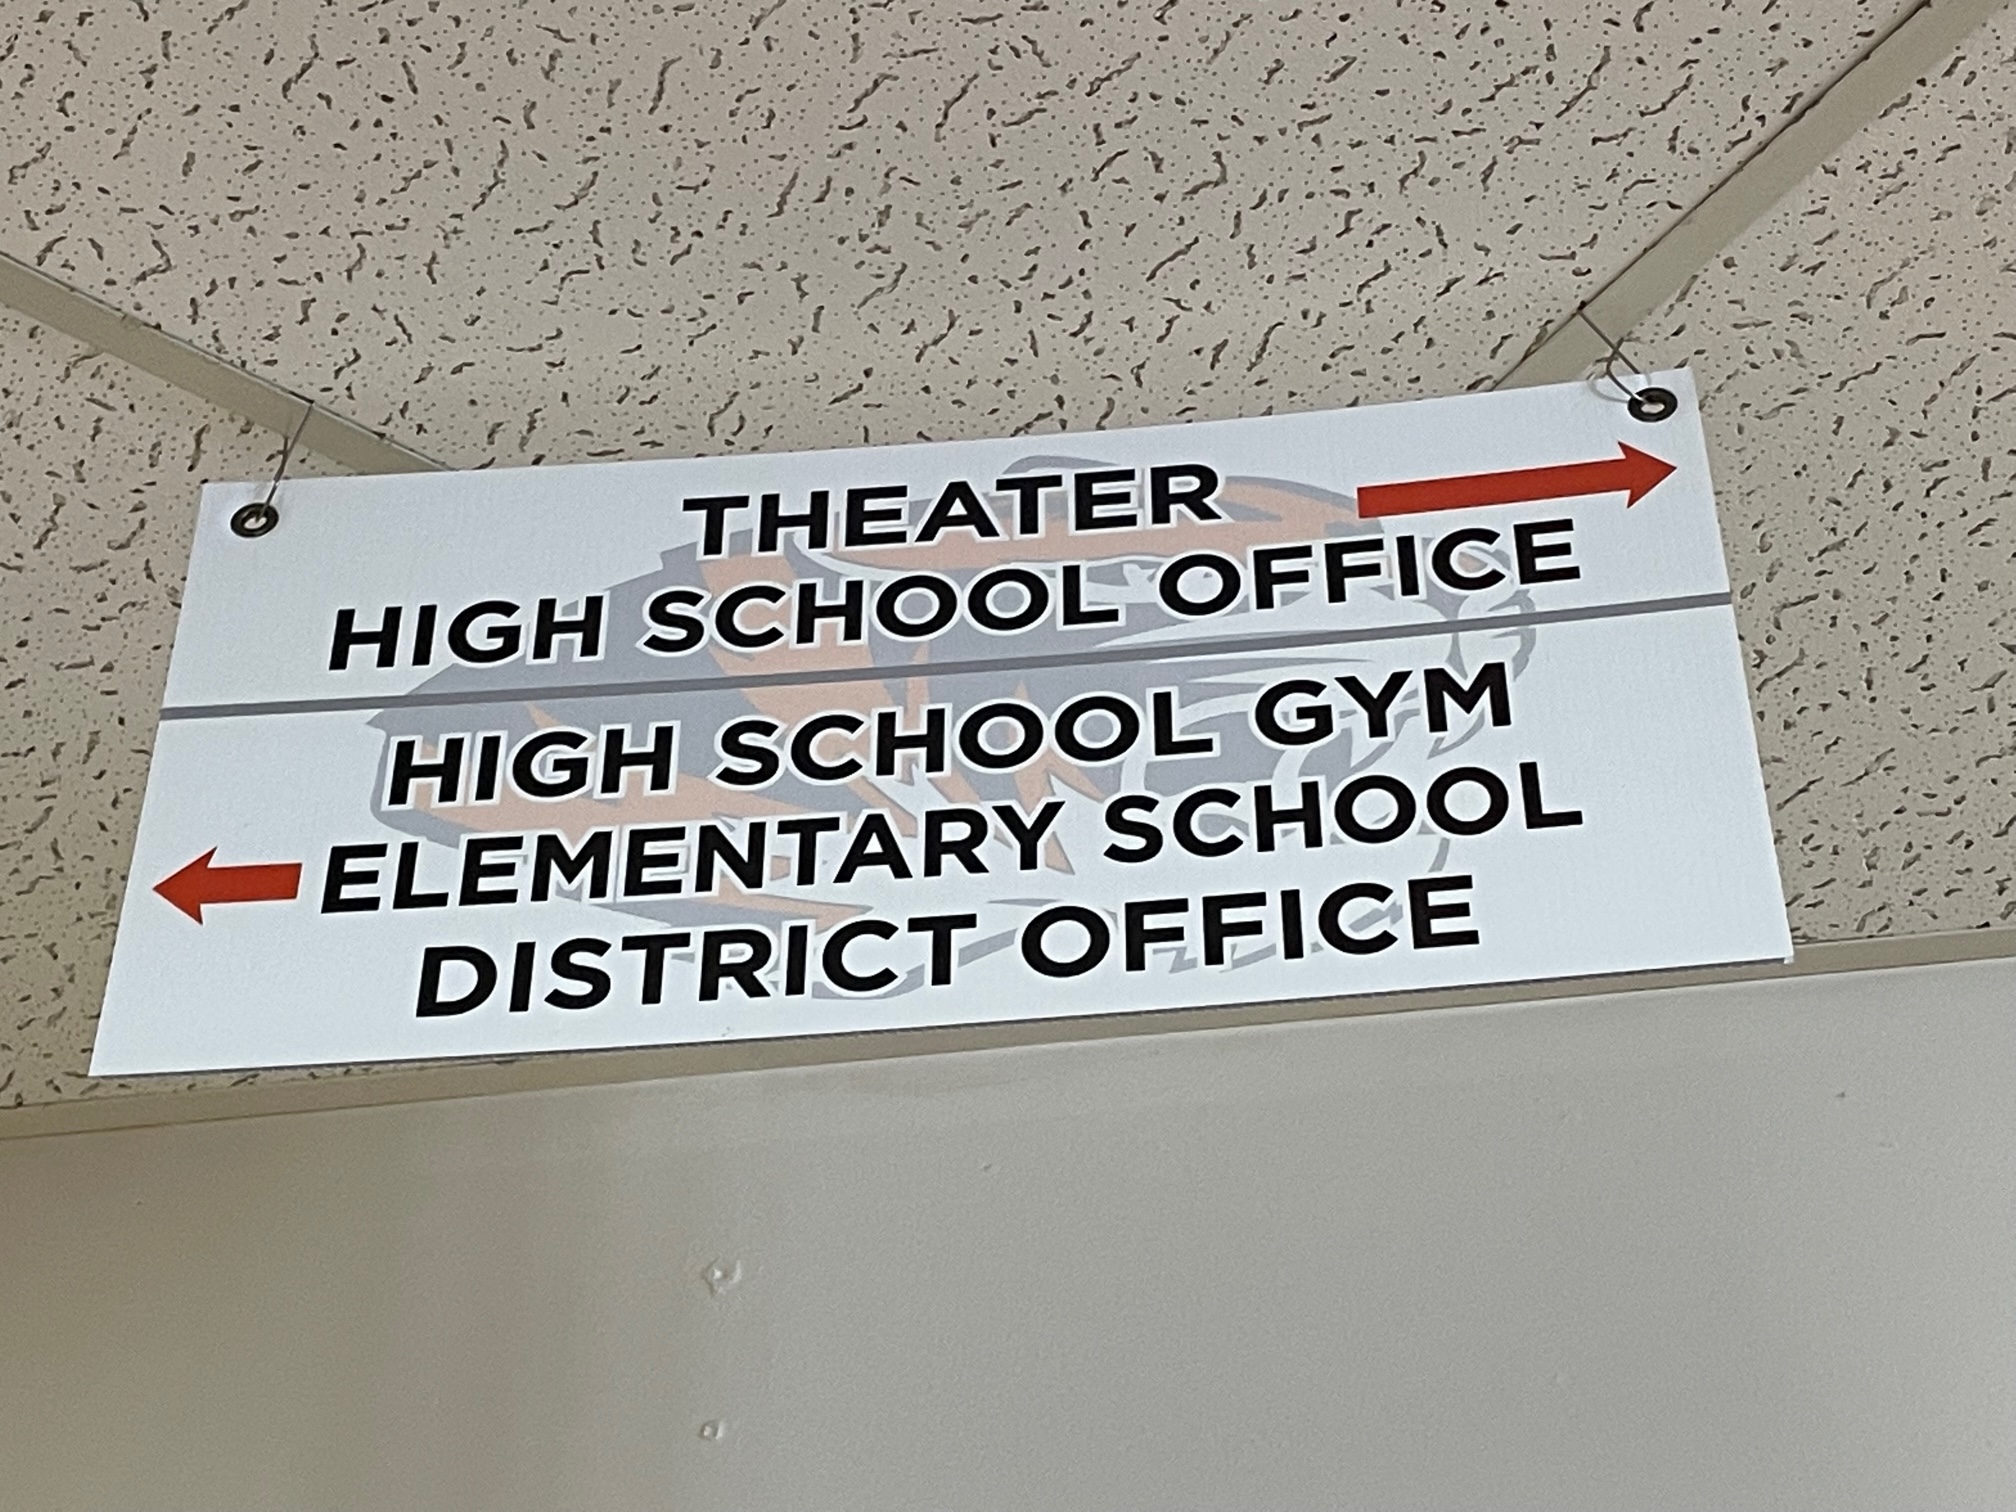 THEATER
HIGH SCHOOL OFFICE
HIGH SCHOOL GYM
ELEMENTARY SCHOOL
DISTRICT OFFICE